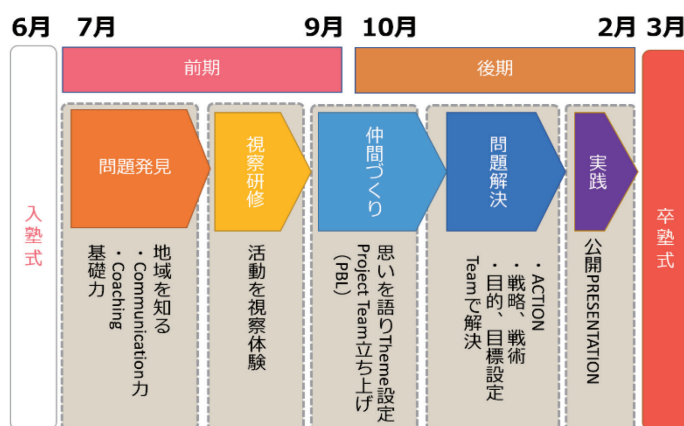 6月
7月
9月
10月
2月
3月
前期
後期
入塾式
問題発見
視察研修
仲間づくり
問題解決
実践
卒塾式
地域を知る
・Communication力
・Coaching
基礎力
活動を視察体験
思いを語りTheme設定
Project Team立ち上げ
（PBL）
・ACTION
・戦略、戦術
・目的、目標設定
Teamで解決
公開PRESENTATION